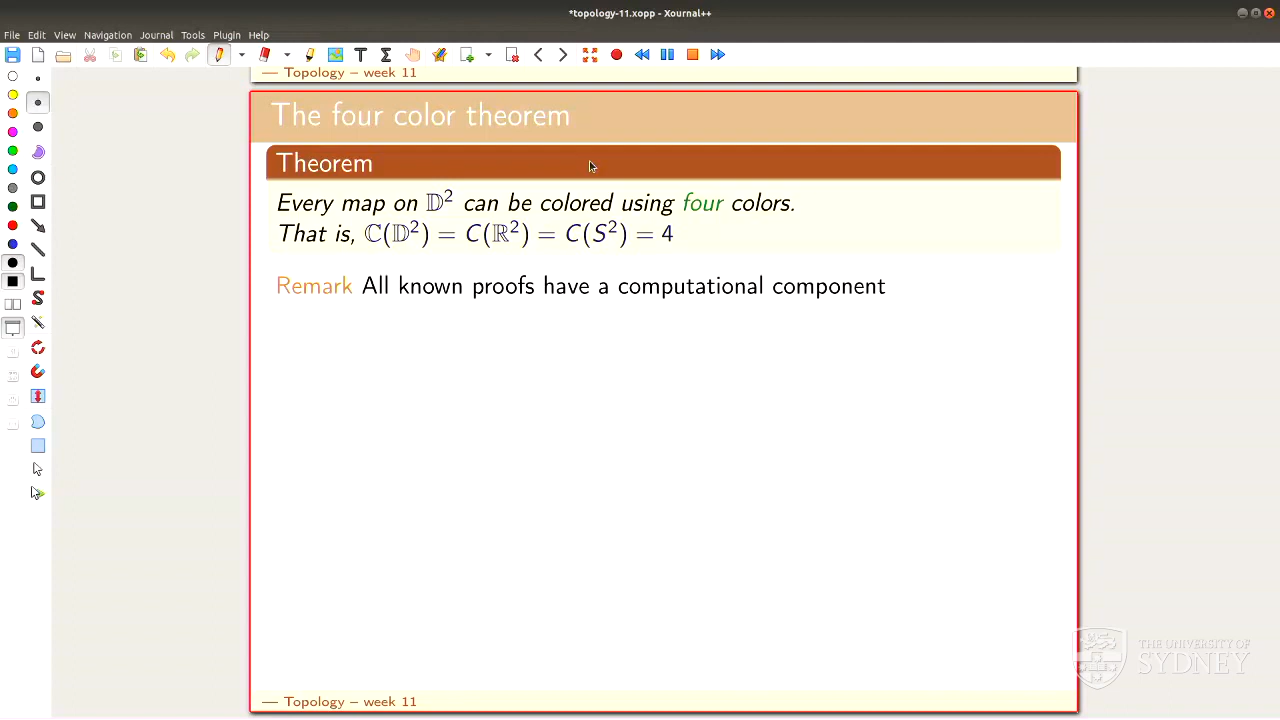 *topology-11.xopp - Xournal++
File Edit View Navigation Journal Tools Plugin Help
— Topology – week 11
The four color theorem
Theorem
Every map on 𝔻² can be colored using four colors.
That is, ℂ(𝔻²) = C(ℝ²) = C(S²) = 4
Remark All known proofs have a computational component
THE UNIVERSITY OF
SYDNEY
— Topology – week 11